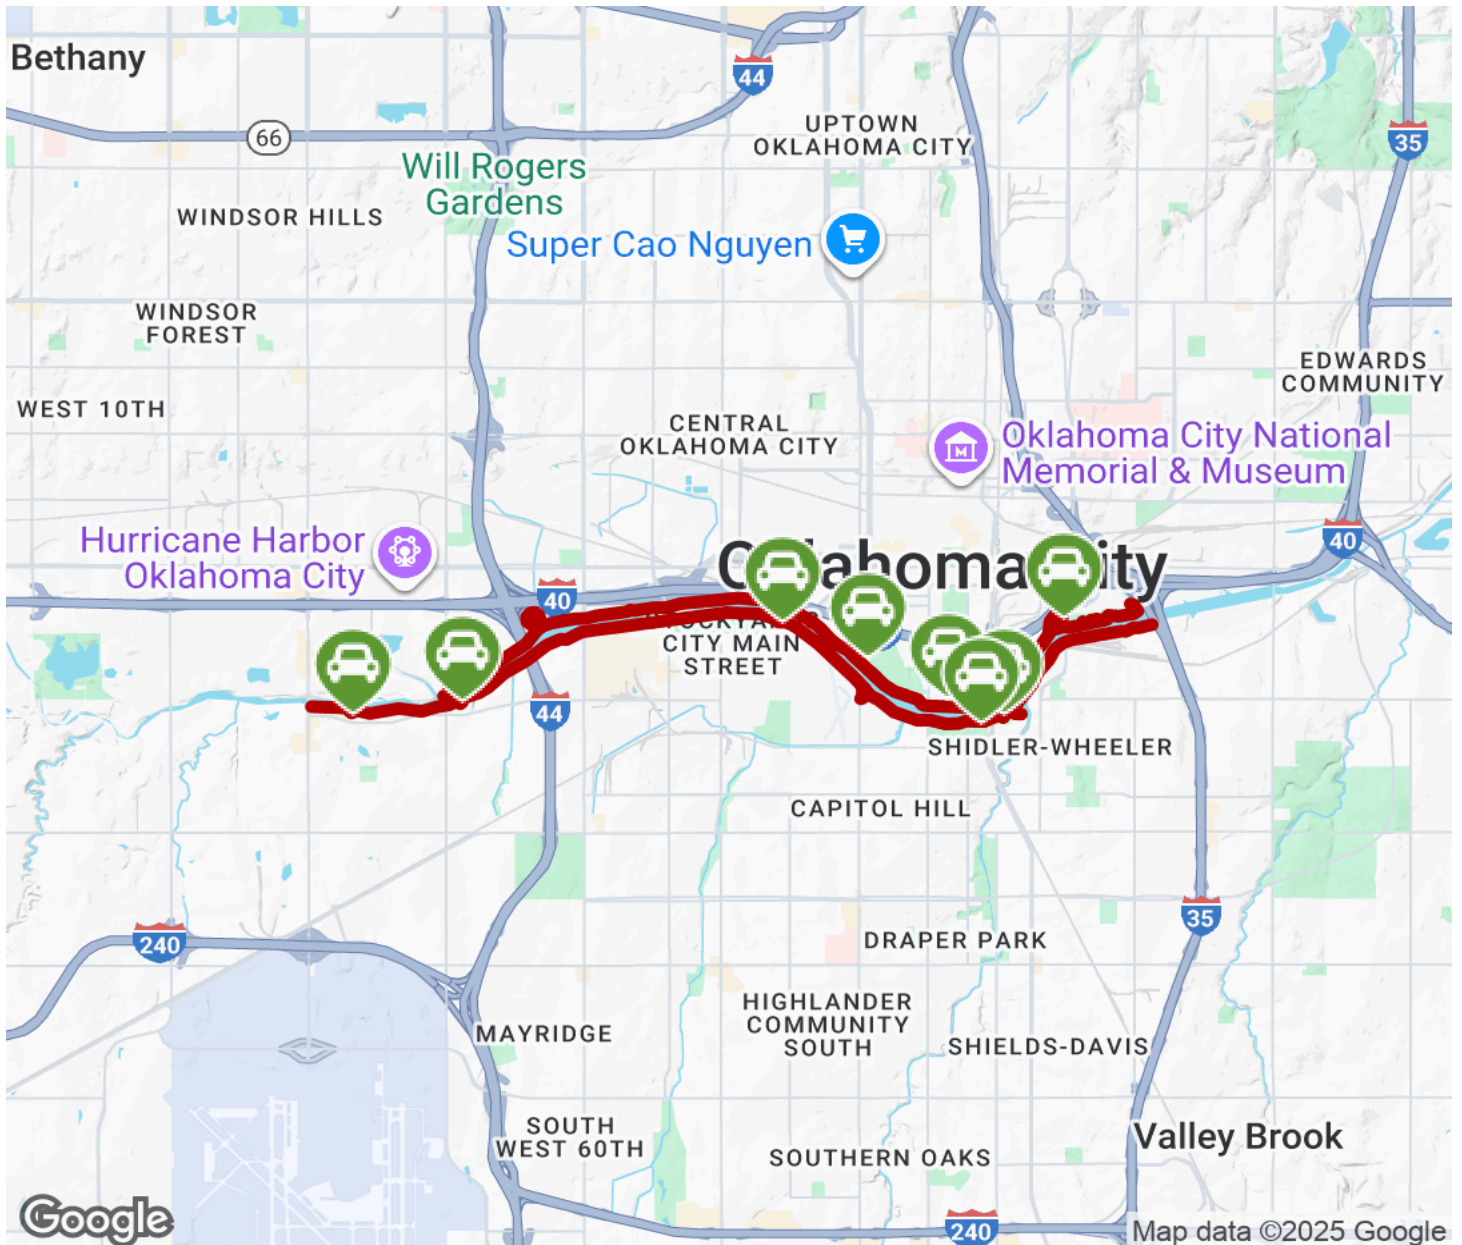 Bethany
44
66
UPTOWN
OKLAHOMA CITY
35
Will Rogers
Gardens
WINDSOR HILLS
Super Cao Nguyen
WINDSOR
FOREST
EDWARDS
COMMUNITY
WEST 10TH
CENTRAL
OKLAHOMA CITY
Oklahoma City National
Memorial & Museum
Hurricane Harbor
Oklahoma City
40
Oklahoma City
40
CITY MAIN
STREET
44
SHIDLER-WHEELER
CAPITOL HILL
35
240
DRAPER PARK
HIGHLANDER
COMMUNITY
SOUTH
MAYRIDGE
SHIELDS-DAVIS
SOUTH
WEST 60TH
Valley Brook
SOUTHERN OAKS
Google
240
Map data ©2025 Google